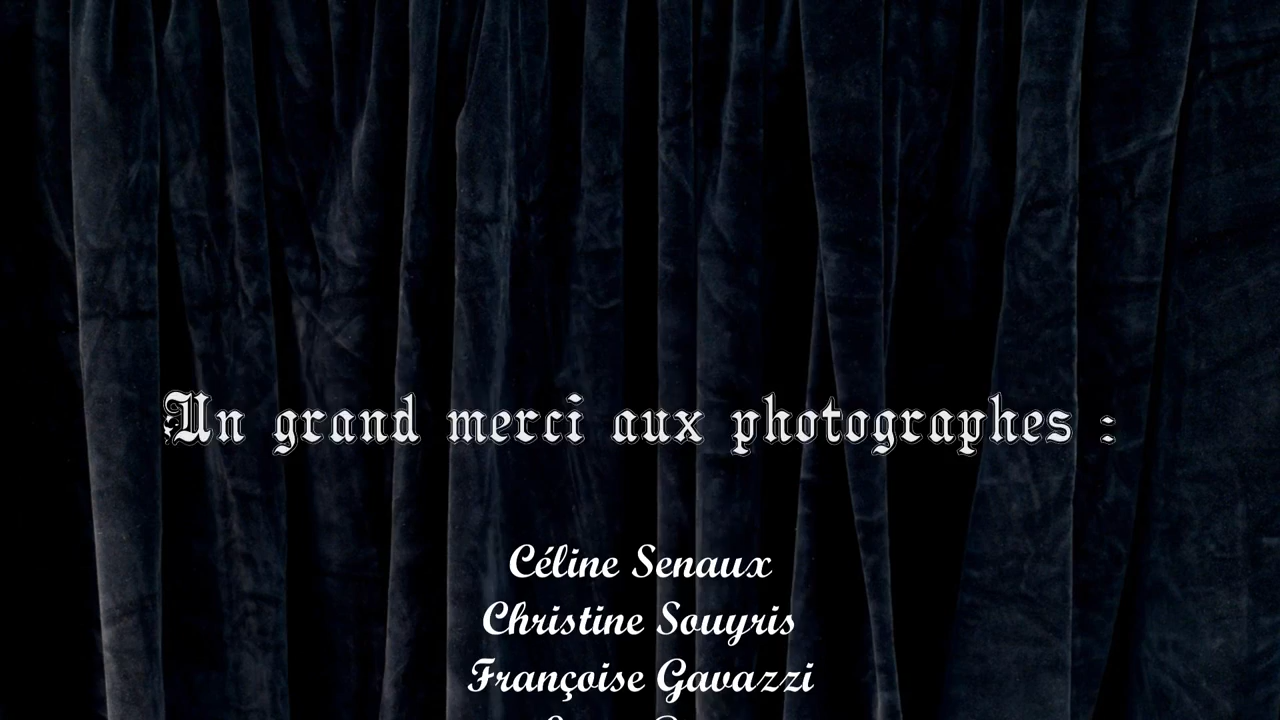 Un grand merci aux photographes :
Céline Senaux
Christine Souyris
Françoise Gavazzi